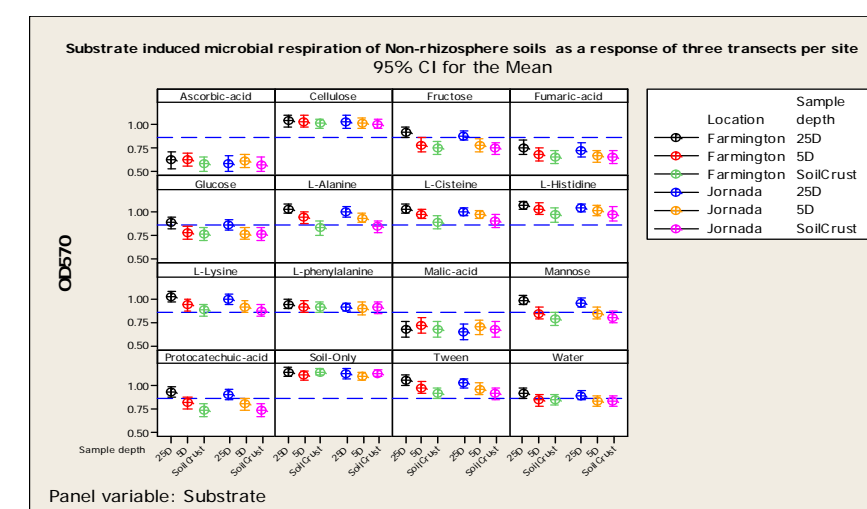 Substrate induced microbial respiration of Non-rhizosphere soils as a response of three transects per site
95% CI for the Mean
Ascorbic-acid Cellulose Fructose Fumaric-acid
1.00
0.75
0.50
Glucose L-Alanine L-Cisteine L-Histidine
1.00
0.75
0.50
L-Lysine L-phenylalanine Malic-acid Mannose
1.00
0.75
0.50
Protocatechuic-acid Soil-Only Tween Water
1.00
0.75
0.50
OD570
Sample depth 25D 5D SoilCrust 25D 5D SoilCrust 25D 5D SoilCrust 25D 5D SoilCrust 25D 5D SoilCrust 25D 5D SoilCrust 25D 5D SoilCrust 25D 5D SoilCrust
Panel variable: Substrate
Sample
Location depth
Farmington 25D
Farmington 5D
Farmington SoilCrust
Jornada 25D
Jornada 5D
Jornada SoilCrust